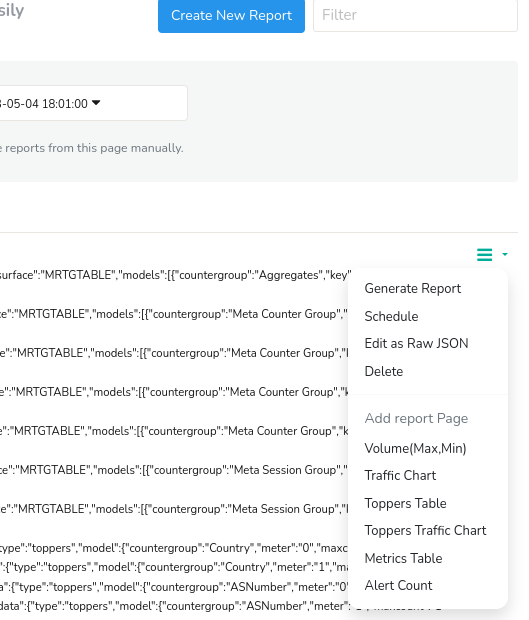 sily
Create New Report
Filter
-05-04 18:01:00
e reports from this page manually.
surface":"MRTGTABLE","models":[{"countergroup":"Aggregates","key"
Generate Report
ce":"MRTGTABLE","models":[{"countergroup":"Meta Counter Group","
Schedule
Edit as Raw JSON
e":"MRTGTABLE","models":[{"countergroup":"Meta Counter Group","
Delete
e":"MRTGTABLE","models":[{"countergroup":"Meta Counter Group","k
Add report Page
e":"MRTGTABLE","models":[{"countergroup":"Meta Counter Group","k
Volume(Max,Min)
ce":"MRTGTABLE","models":[{"countergroup":"Meta Session Group","
Traffic Chart
Toppers Table
e":"MRTGTABLE","models":[{"countergroup":"Meta Session Group","
Toppers Traffic Chart
type":"toppers","model":{"countergroup":"Country","meter":"0","maxc
Metrics Table
:{"type":"toppers","model":{"countergroup":"Country","meter":"1","ma
a":{"type":"toppers","model":{"countergroup":"ASNumber","meter":"0"
Alert Count
data":{"type":"toppers","model":{"countergroup":"ASNumber","meter":